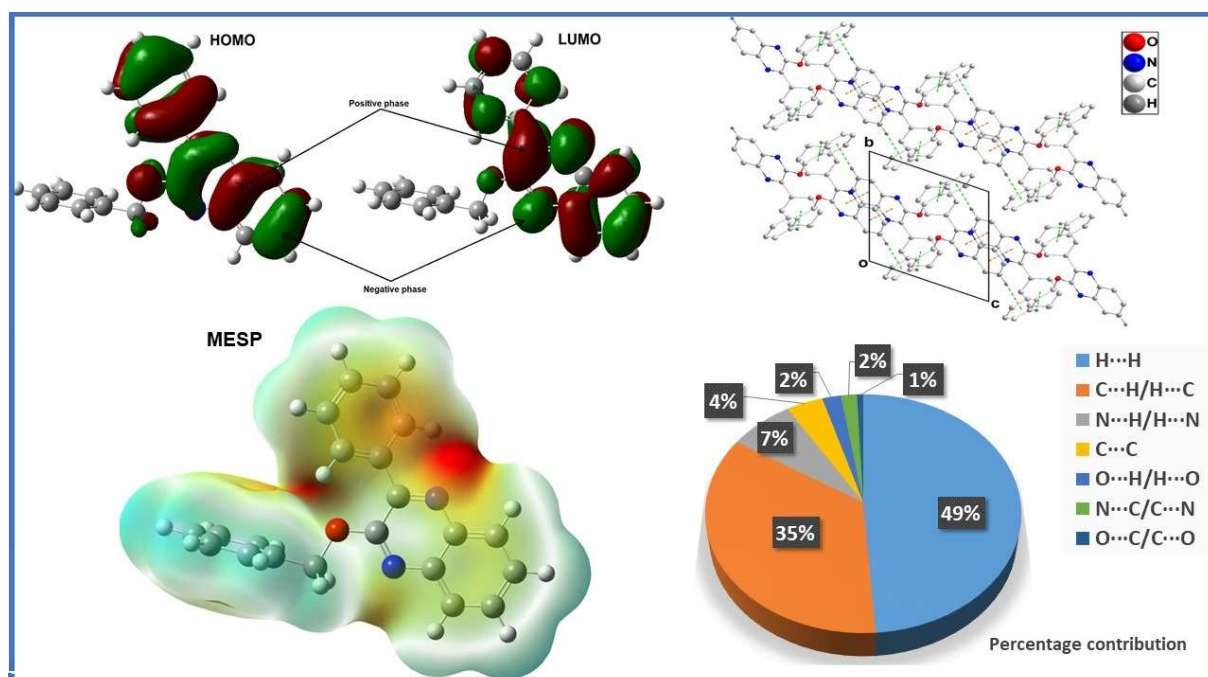 HOMO
LUMO
Positive phase
Negative phase
O
N
C
H
b
o
c
MESP
2%
2%
1%
4%
7%
35%
49%
H···H
C···H/H···C
N···H/H···N
C···C
O···H/H···O
N···C/C···N
O···C/C···O
Percentage contribution